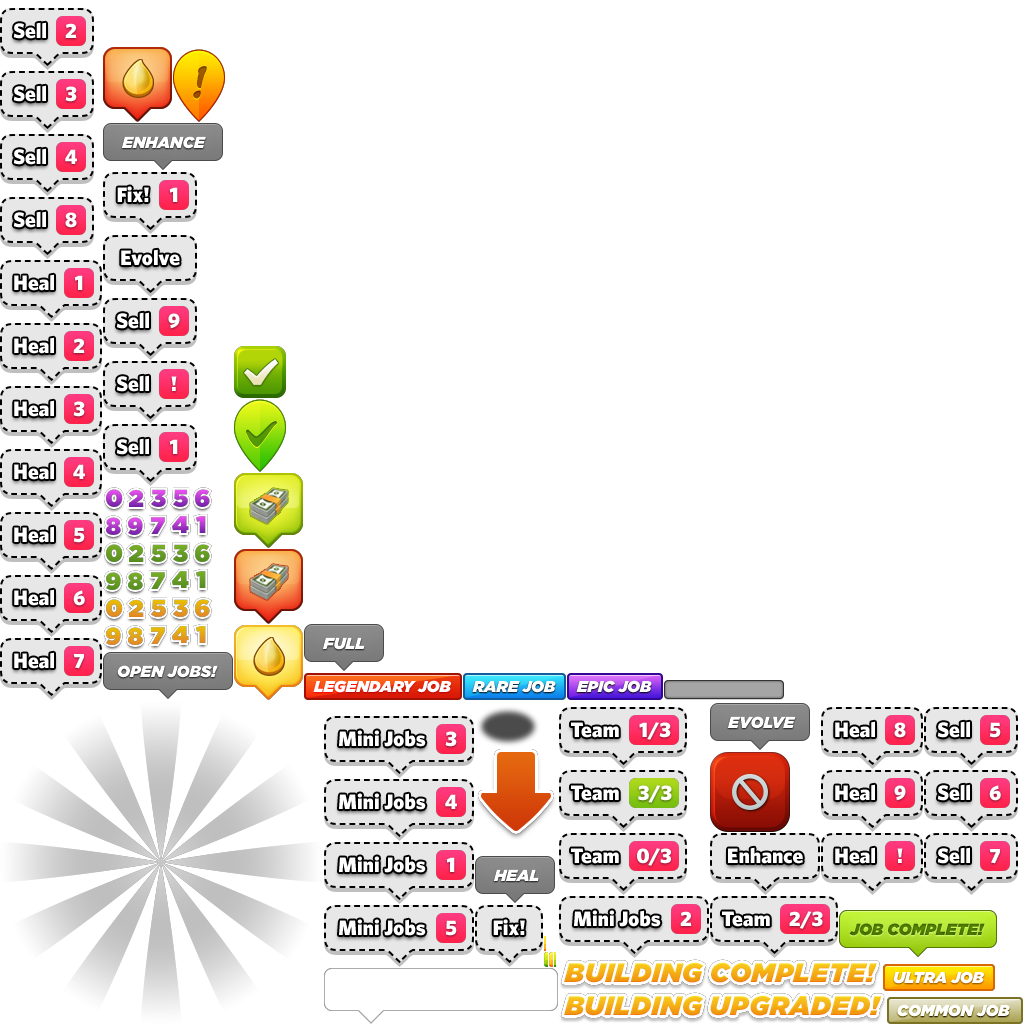 Sell 2
Sell 3
Sell 4
Sell 8
Heal 1
Heal 2
Heal 3
Heal 4
Heal 5
Heal 6
Heal 7
!
ENHANCE
Fix! 1
Evolve
Sell 9
Sell !
Sell 1
0 2 3 5 6
8 9 7 4 1
0 2 5 3 6
9 8 7 4 1
0 2 5 3 6
9 8 7 4 1
OPEN JOBS!
FULL
LEGENDARY JOB
RARE JOB
EPIC JOB
Mini Jobs 3
Mini Jobs 4
Mini Jobs 1
Mini Jobs 5
HEAL
Fix!
Team 1/3
Team 3/3
Team 0/3
Mini Jobs 2
EVOLVE
Enhance
Team 2/3
Heal 8
Heal 9
Heal !
Sell 5
Sell 6
Sell 7
JOB COMPLETE!
BUILDING COMPLETE!
BUILDING UPGRADED!
ULTRA JOB
COMMON JOB